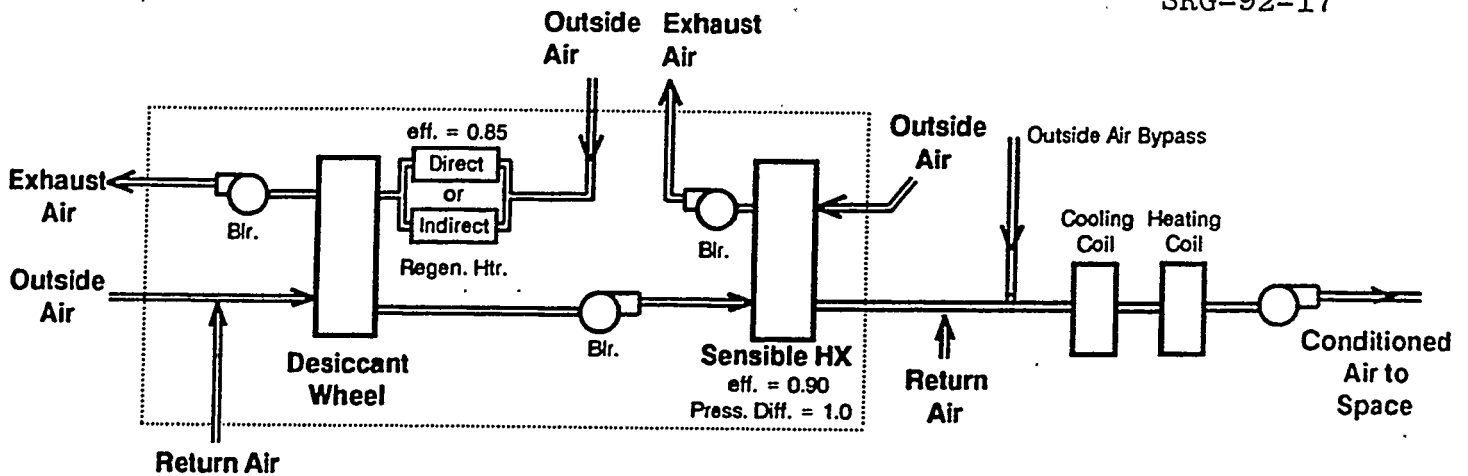 SRG-92-17
Outside Air
Exhaust Air
eff. = 0.85
Direct
or
Indirect
Regen. Htr.
Exhaust Air
Blr.
Outside Air
Desiccant Wheel
Return Air
Blr.
Blr.
Sensible HX
eff. = 0.90
Press. Diff. = 1.0
Outside Air
Outside Air Bypass
Return Air
Cooling Coil
Heating Coil
Conditioned Air to Space